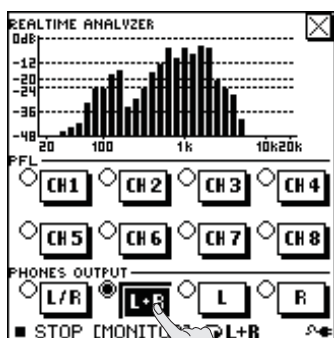 REALTIME ANALYZER
0dB
-12
-20
-24
-36
-48
20 100 1k 10k20k
PFL
CH1 CH2 CH3 CH4
CH5 CH6 CH7 CH8
PHONES OUTPUT
L/R L+R L R
STOP L+R